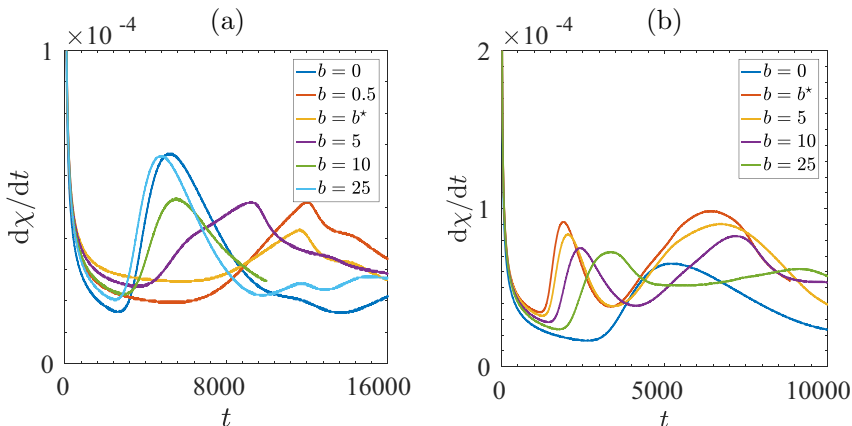 (a)
×10 -4
1
0
dχ/dt
0
8000
16000
t
b = 0
b = 0.5
b = b⋆
b = 5
b = 10
b = 25
(b)
×10 -4
2
1
0
dχ/dt
0
5000
10000
t
b = 0
b = b⋆
b = 5
b = 10
b = 25